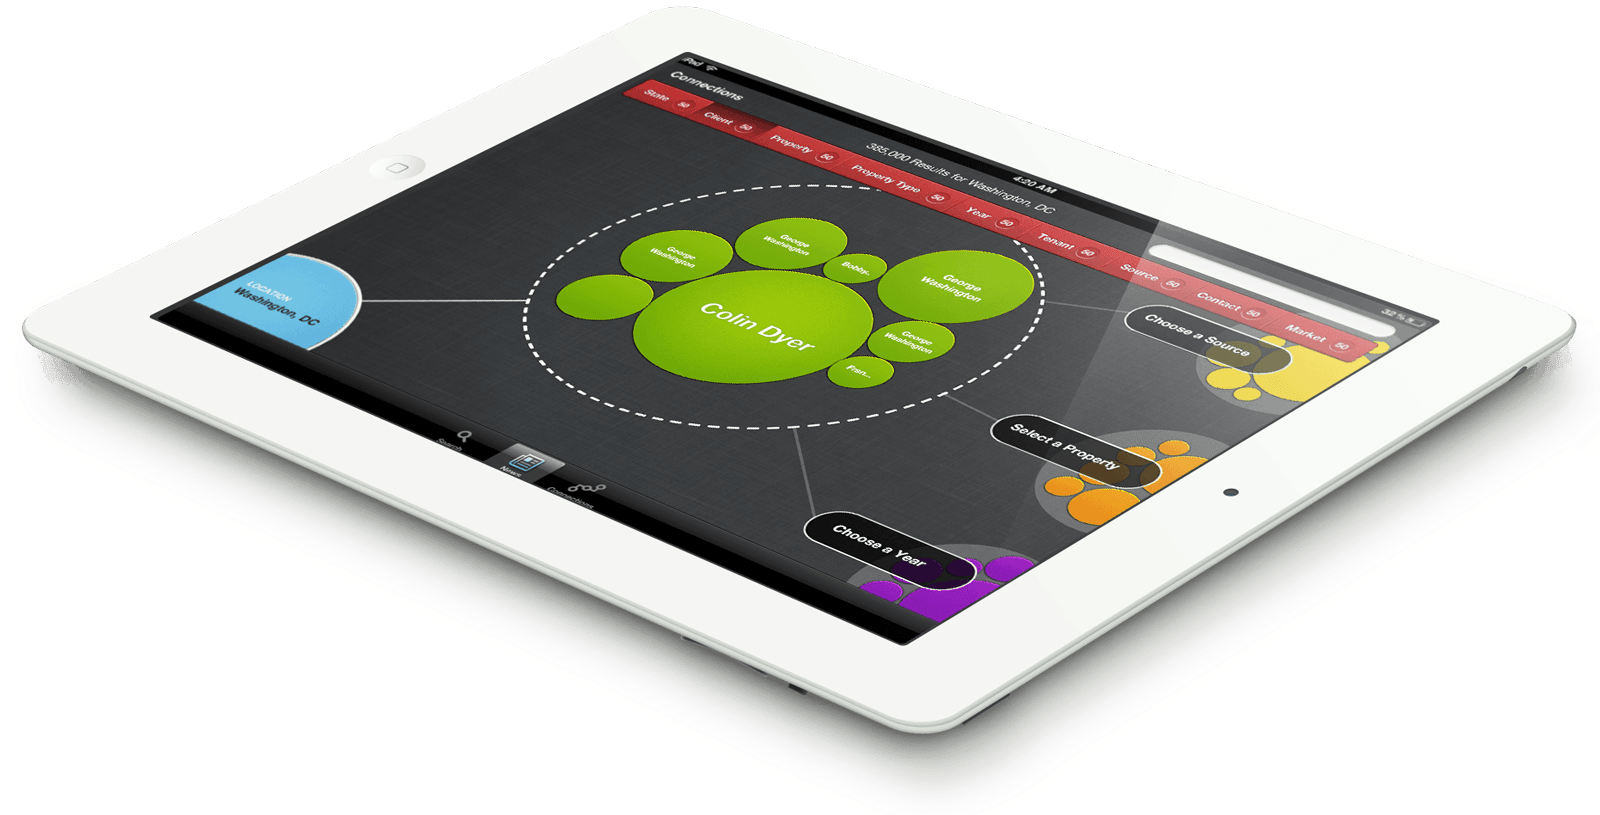 iPad
4:20 AM
32 %
Connections
385,000 Results for Washington, DC
State 50
Client 50
Property 50
Property Type 50
Year 50
Tenant 50
Source 50
Contact 50
Market 50
LOCATION
Washington, DC
George
Washington
George
Washington
Bobby..
George
Washington
Colin Dyer
George
Washington
Fran...
Choose a Source
Select a Property
Choose a Year
Search
News
Connections